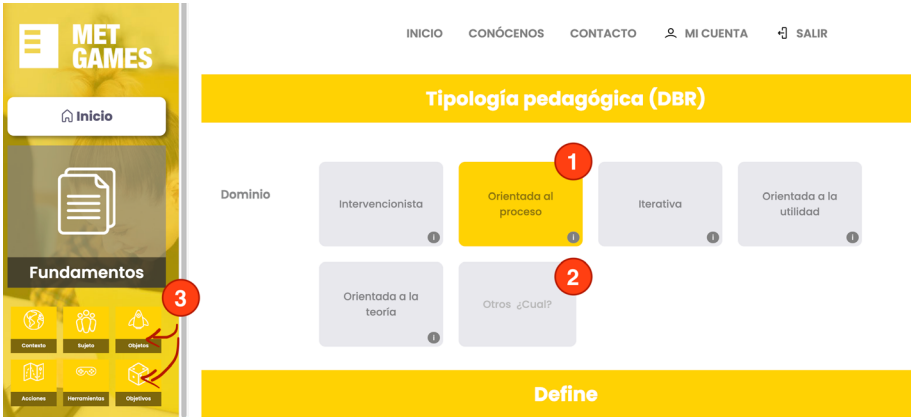 MET
GAMES
INICIO CONÓCENOS CONTACTO MI CUENTA SALIR
Inicio
Fundamentos
3
Contexto Sujeto Objetos
Acciones Herramientas Objetivos
Tipología pedagógica (DBR)
Dominio
Intervencionista
1
Orientada al
proceso
Iterativa
Orientada a la
utilidad
Orientada a la
teoría
2
Otros ¿Cual?
Define